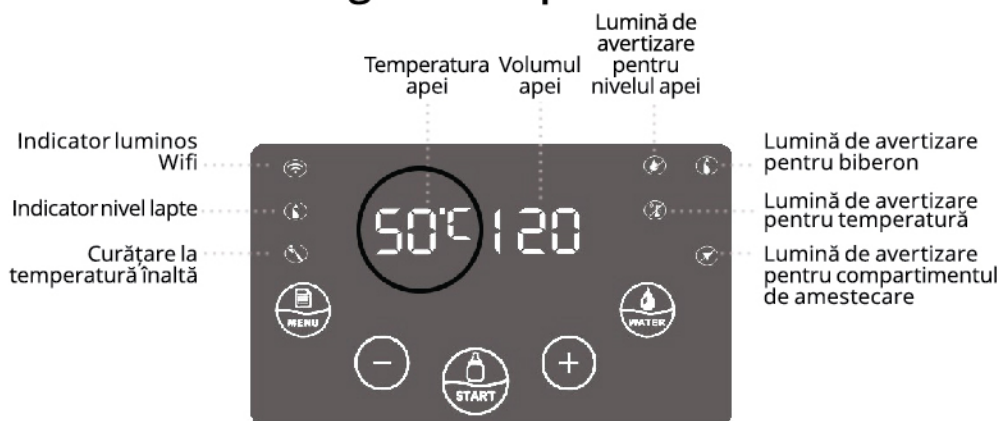 Lumină de
avertizare
pentru
nivelul apei
Temperatura
apei
Volumul
apei
Indicator luminos
Wifi
Indicator nivel lapte
Curățare la
temperatură înaltă
Lumină de avertizare
pentru biberon
Lumină de avertizare
pentru temperatură
Lumină de avertizare
pentru compartimentul
de amestecare
50°C 120
MENU
WATER
START